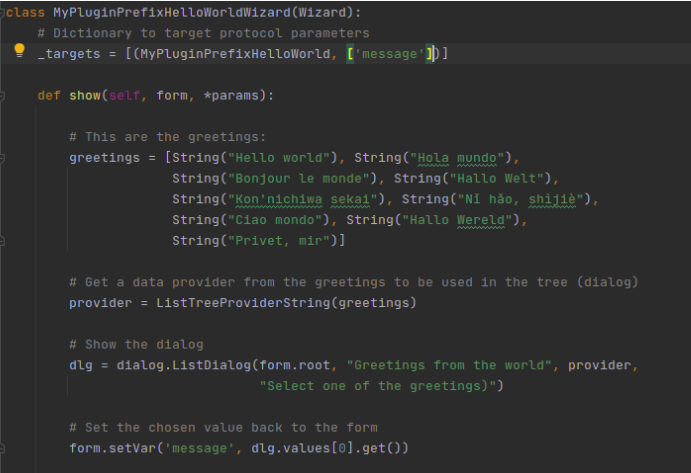 class MyPluginPrefixHelloWorldWizard(Wizard):
    # Dictionary to target protocol parameters
    _targets = [(MyPluginPrefixHelloWorld, ['message'])]
    def show(self, form, *params):
        # This are the greetings:
        greetings = [String("Hello world"), String("Hola mundo"),
                     String("Bonjour le monde"), String("Hallo Welt"),
                     String("Kon'nichiwa sekai"), String("Nǐ hǎo, shìjiè"),
                     String("Ciao mondo"), String("Hallo Wereld"),
                     String("Privet, mir")]
        # Get a data provider from the greetings to be used in the tree (dialog)
        provider = ListTreeProviderString(greetings)
        # Show the dialog
        dlg = dialog.ListDialog(form.root, "Greetings from the world", provider,
                                "Select one of the greetings)")
        # Set the chosen value back to the form
        form.setVar('message', dlg.values[0].get())